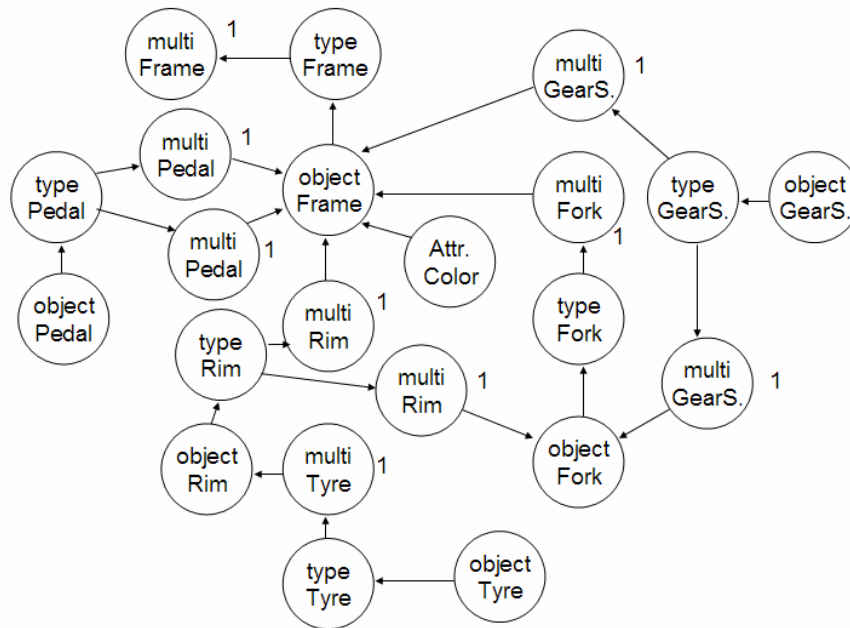 multi
Frame
1
type
Frame
multi
GearS.
1
multi
Pedal
1
type
Pedal
object
Frame
multi
Fork
1
type
GearS.
object
GearS.
multi
Pedal
1
Attr.
Color
object
Pedal
multi
Rim
1
type
Fork
type
Rim
multi
Rim
1
multi
GearS.
1
object
Rim
multi
Tyre
1
object
Fork
type
Tyre
object
Tyre